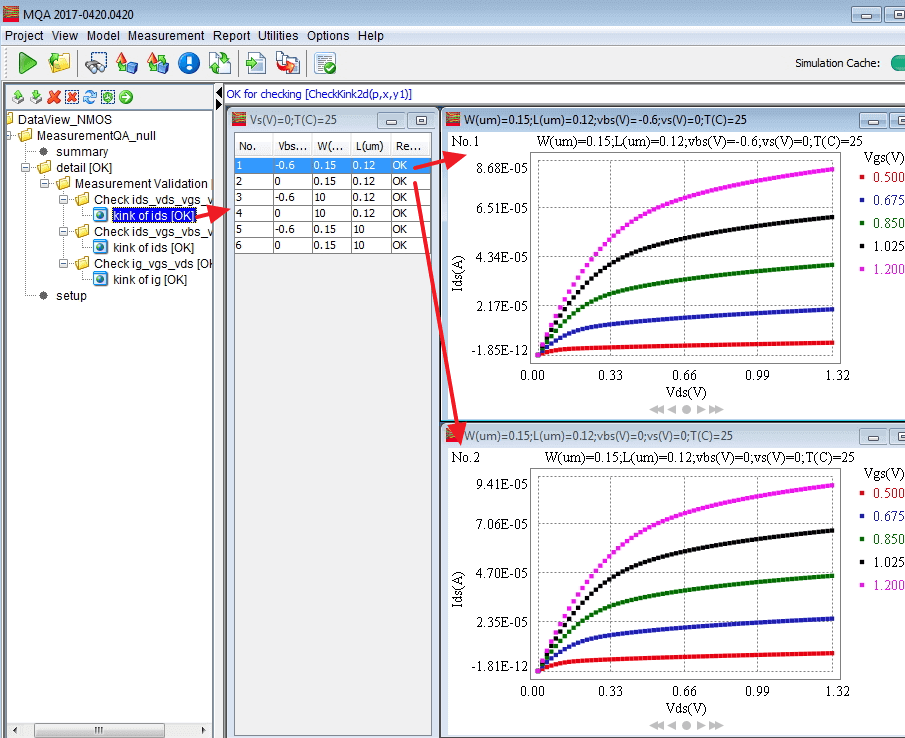 MQA 2017-0420.0420
Project View Model Measurement Report Utilities Options Help
Simulation Cache:
OK for checking [CheckKink2d(p,x,y1)]
DataView_NMOS
MeasurementQA_null
summary
detail [OK]
Measurement Validation
Check ids_vds_vgs_v
kink of ids [OK]
Check ids_vgs_vbs_v
kink of ids [OK]
Check ig_vgs_vds [OK
kink of ig [OK]
setup
Vs(V)=0;T(C)=25
No. Vbs... W(... L(um) Re...
1 -0.6 0.15 0.12 OK
2 0 0.15 0.12 OK
3 -0.6 10 0.12 OK
4 0 10 0.12 OK
5 -0.6 0.15 10 OK
6 0 0.15 10 OK
W(um)=0.15;L(um)=0.12;vbs(V)=-0.6;vs(V)=0;T(C)=25
No.1 W(um)=0.15;L(um)=0.12;vbs(V)=-0.6;vs(V)=0;T(C)=25
Vgs(V)
0.500
0.675
0.850
1.025
1.200
8.68E-05
6.51E-05
4.34E-05
2.17E-05
-1.85E-12
Ids(A)
0.00 0.33 0.66 0.99 1.32
Vds(V)
W(um)=0.15;L(um)=0.12;vbs(V)=0;vs(V)=0;T(C)=25
No.2 W(um)=0.15;L(um)=0.12;vbs(V)=0;vs(V)=0;T(C)=25
Vgs(V)
0.500
0.675
0.850
1.025
1.200
9.41E-05
7.06E-05
4.70E-05
2.35E-05
-1.81E-12
Ids(A)
0.00 0.33 0.66 0.99 1.32
Vds(V)